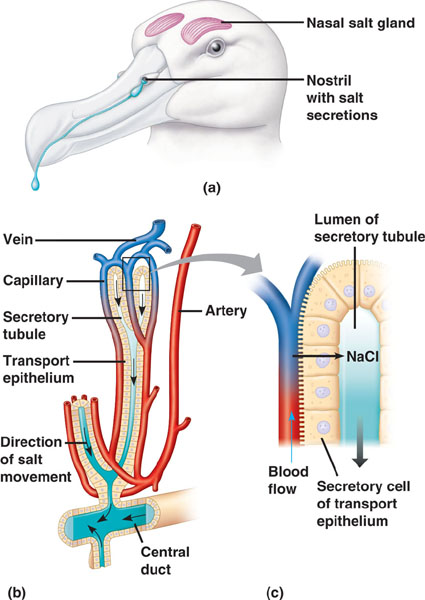 Nasal salt gland
Nostril
with salt
secretions
(a)
Vein
Capillary
Secretory
tubule
Transport
epithelium
Direction
of salt
movement
Artery
Central
duct
(b)
Lumen of
secretory tubule
NaCl
Blood
flow
Secretory cell
of transport
epithelium
(c)